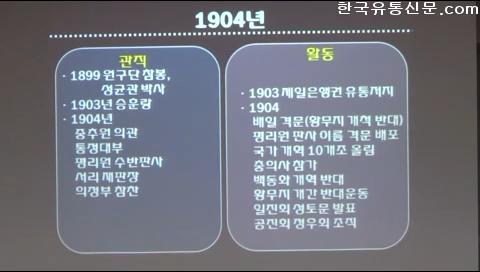 한국유통신문.com
1904년
관직
· 1899 원구단 참봉,
성균관 박사
· 1903년 승훈랑
· 1904년
중추원 의관
통정대부
평리원 수반판사
서리 재판장
의정부 참찬
활동
· 1903 제일은행권 유통저지
· 1904
배일 격문(황무지 개척 반대)
평리원 판사 이름 격문 배포
국가 개혁 10개조 올림
충의사 참가
백동화 개혁 반대
황무지 개간 반대운동
일진회 성토문 발표
공진회 정우회 조직